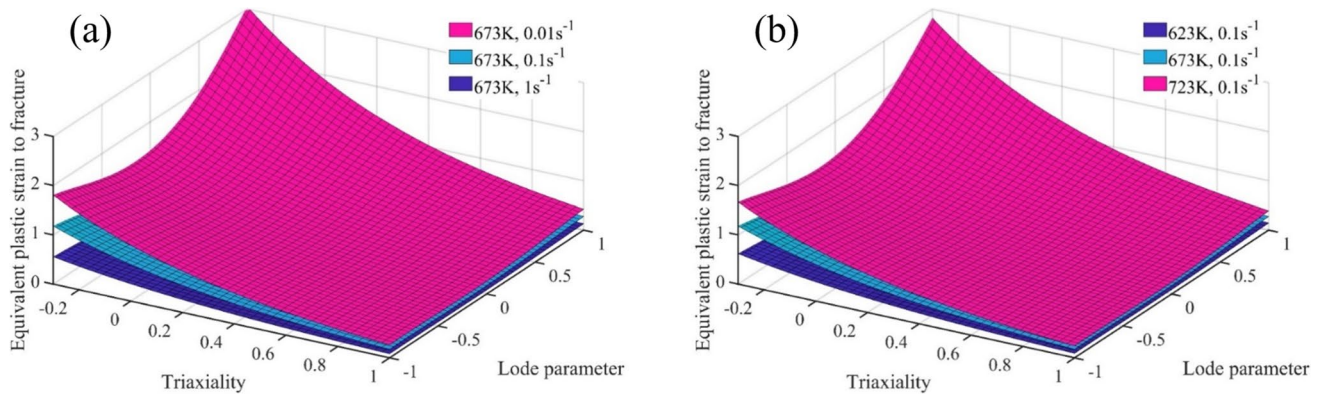 (a)
673K, 0.01s⁻¹
673K, 0.1s⁻¹
673K, 1s⁻¹
Equivalent plastic strain to fracture
3
2
1
0
-0.2
0
0.2
0.4
0.6
0.8
1
Triaxiality
-1
-0.5
0
0.5
1
Lode parameter
(b)
623K, 0.1s⁻¹
673K, 0.1s⁻¹
723K, 0.1s⁻¹
Equivalent plastic strain to fracture
3
2
1
0
-0.2
0
0.2
0.4
0.6
0.8
1
Triaxiality
-1
-0.5
0
0.5
1
Lode parameter